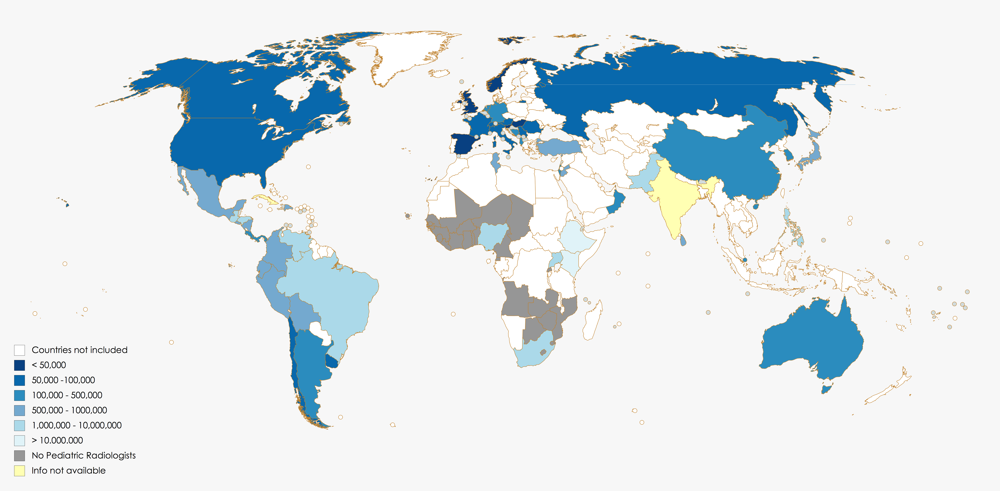 Countries not included
< 50,000
50,000 -100,000
100,000 - 500,000
500,000 - 1000,000
1,000,000 - 10,000,000
> 10.000.000
No Pediatric Radiologists
Info not available